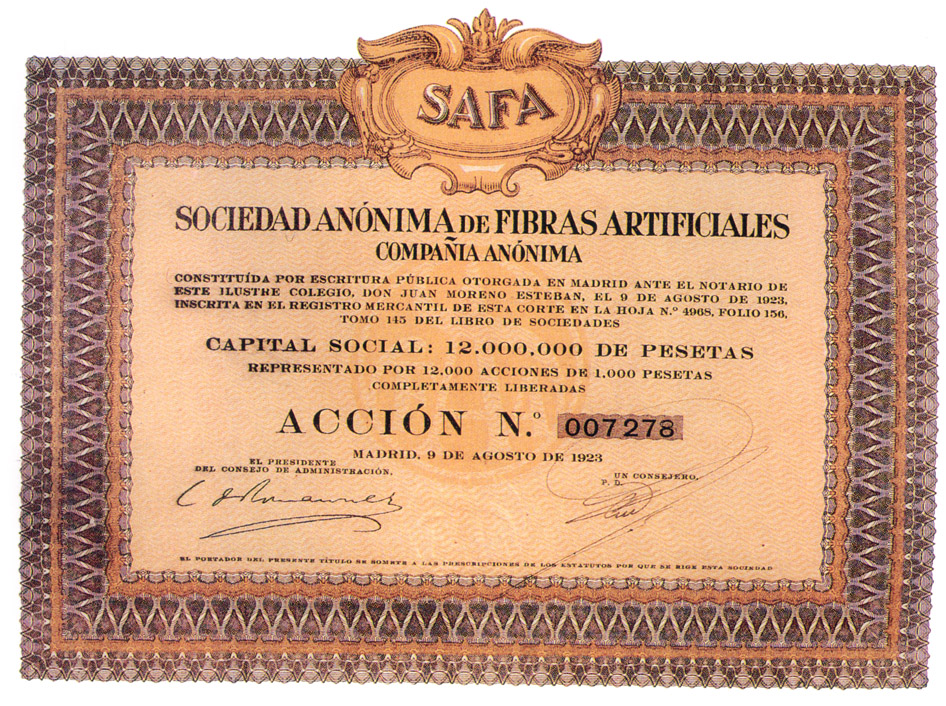 SAFA
SOCIEDAD ANÓNIMA DE FIBRAS ARTIFICIALES
COMPAÑIA ANÓNIMA
CONSTITUÍDA POR ESCRITURA PÚBLICA OTORGADA EN MADRID ANTE EL NOTARIO DE
ESTE ILUSTRE COLEGIO, DON JUAN MORENO ESTEBAN, EL 9 DE AGOSTO DE 1923,
INSCRITA EN EL REGISTRO MERCANTIL DE ESTA CORTE EN LA HOJA N.º 4968, FOLIO 156,
TOMO 145 DEL LIBRO DE SOCIEDADES
CAPITAL SOCIAL: 12.000,000 DE PESETAS
REPRESENTADO POR 12,000 ACCIONES DE 1,000 PESETAS
COMPLETAMENTE LIBERADAS
ACCIÓN N.º 007278
MADRID, 9 DE AGOSTO DE 1923
EL PRESIDENTE
DEL CONSEJO DE ADMINISTRACIÓN,
UN CONSEJERO,
P. D.
EL PORTADOR DEL PRESENTE TÍTULO SE SOMETE A LAS PRESCRIPCIONES DE LOS ESTATUTOS POR QUE SE RIGE ESTA SOCIEDAD